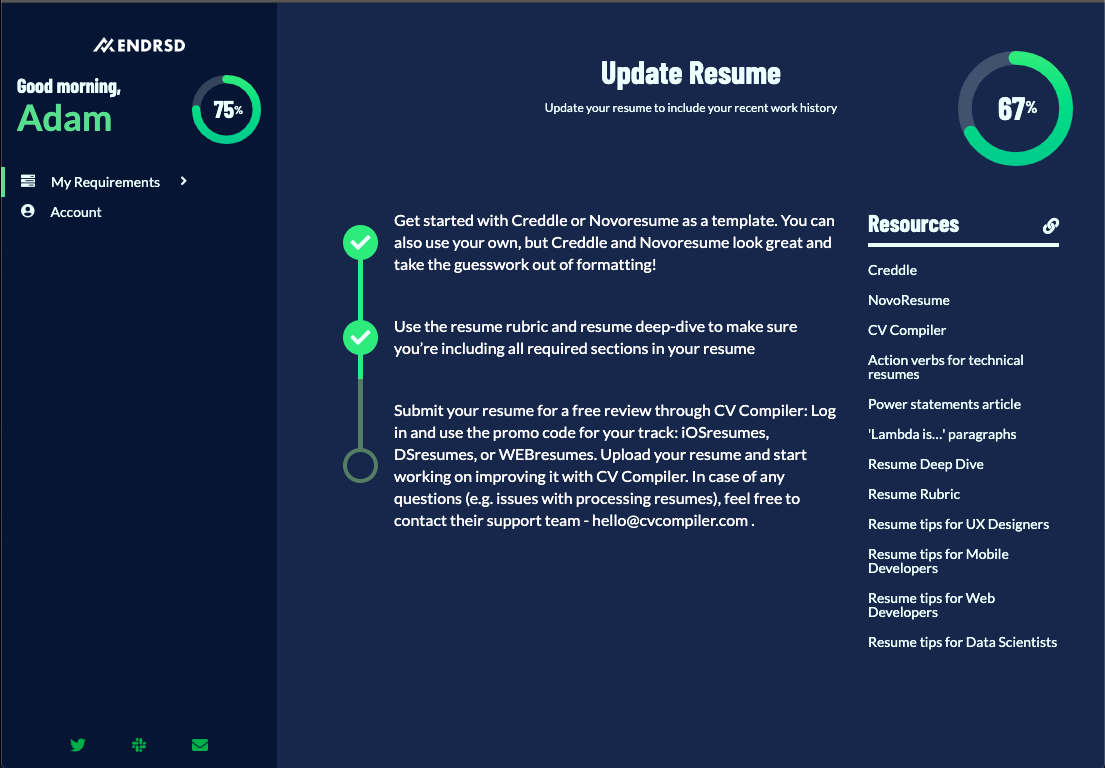 ENDRSD
Good morning,
Adam
75%
My Requirements
Account
Update Resume
Update your resume to include your recent work history
67%
Get started with Creddle or Novoresume as a template. You can
also use your own, but Creddle and Novoresume look great and
take the guesswork out of formatting!
Use the resume rubric and resume deep-dive to make sure
you're including all required sections in your resume
Submit your resume for a free review through CV Compiler: Log
in and use the promo code for your track: iOSresumes,
DSresumes, or WEBresumes. Upload your resume and start
working on improving it with CV Compiler. In case of any
questions (e.g. issues with processing resumes), feel free to
contact their support team - hello@cvcompiler.com .
Resources
Creddle
NovoResume
CV Compiler
Action verbs for technical
resumes
Power statements article
'Lambda is...' paragraphs
Resume Deep Dive
Resume Rubric
Resume tips for UX Designers
Resume tips for Mobile
Developers
Resume tips for Web
Developers
Resume tips for Data Scientists